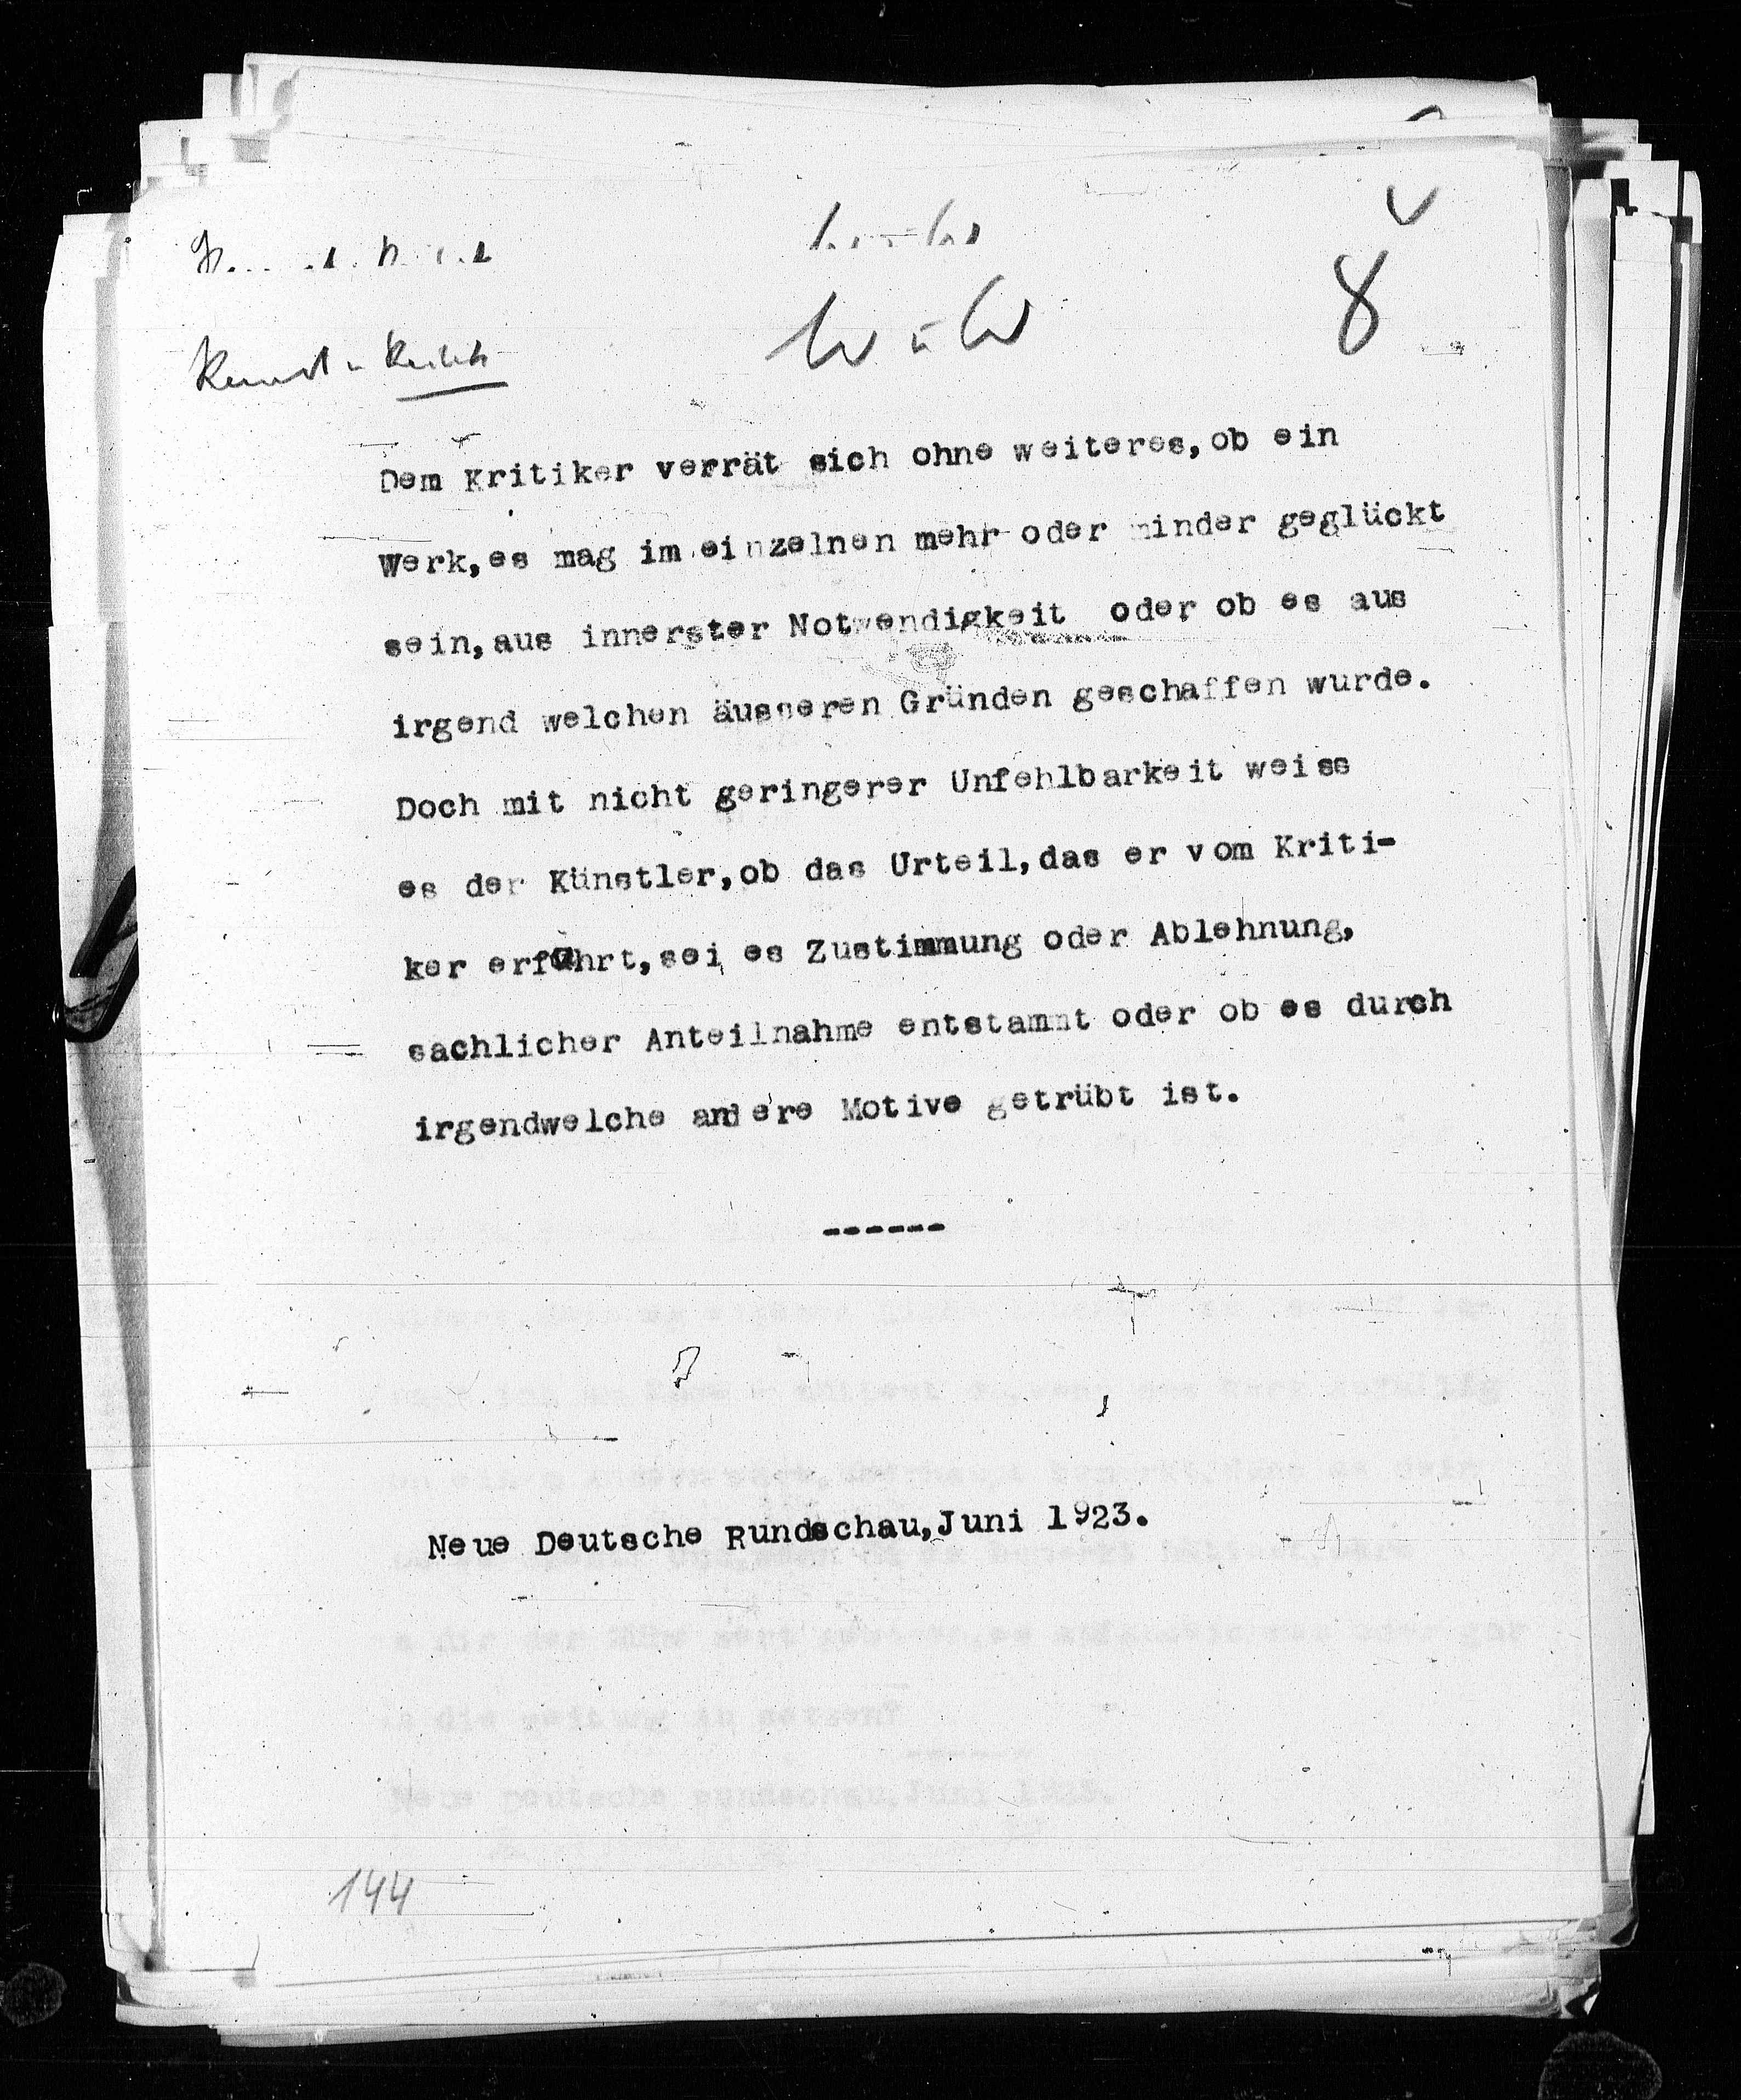 8
Dem Kritiker verrät sich ohne weiteres,ob ein
Werk,es mag im einzelnen mehr oder minder geglückt
sein,aus innerster Notwendigkeit oder ob es aus
irgend welchen äusseren Gründen geschaffen wurde.
Doch mit nicht geringerer Unfehlbarkeit weiss
es der Künstler,ob das Urteil,das er vom Kriti-
ker erfährt,sei es Zustimmung oder Ablehnung,
sachlicher Anteilnahme entstammt oder ob es durch
irgendwelche andere Motive getrübt ist.
------
Neue Deutsche Rundschau,Juni 1923.
144